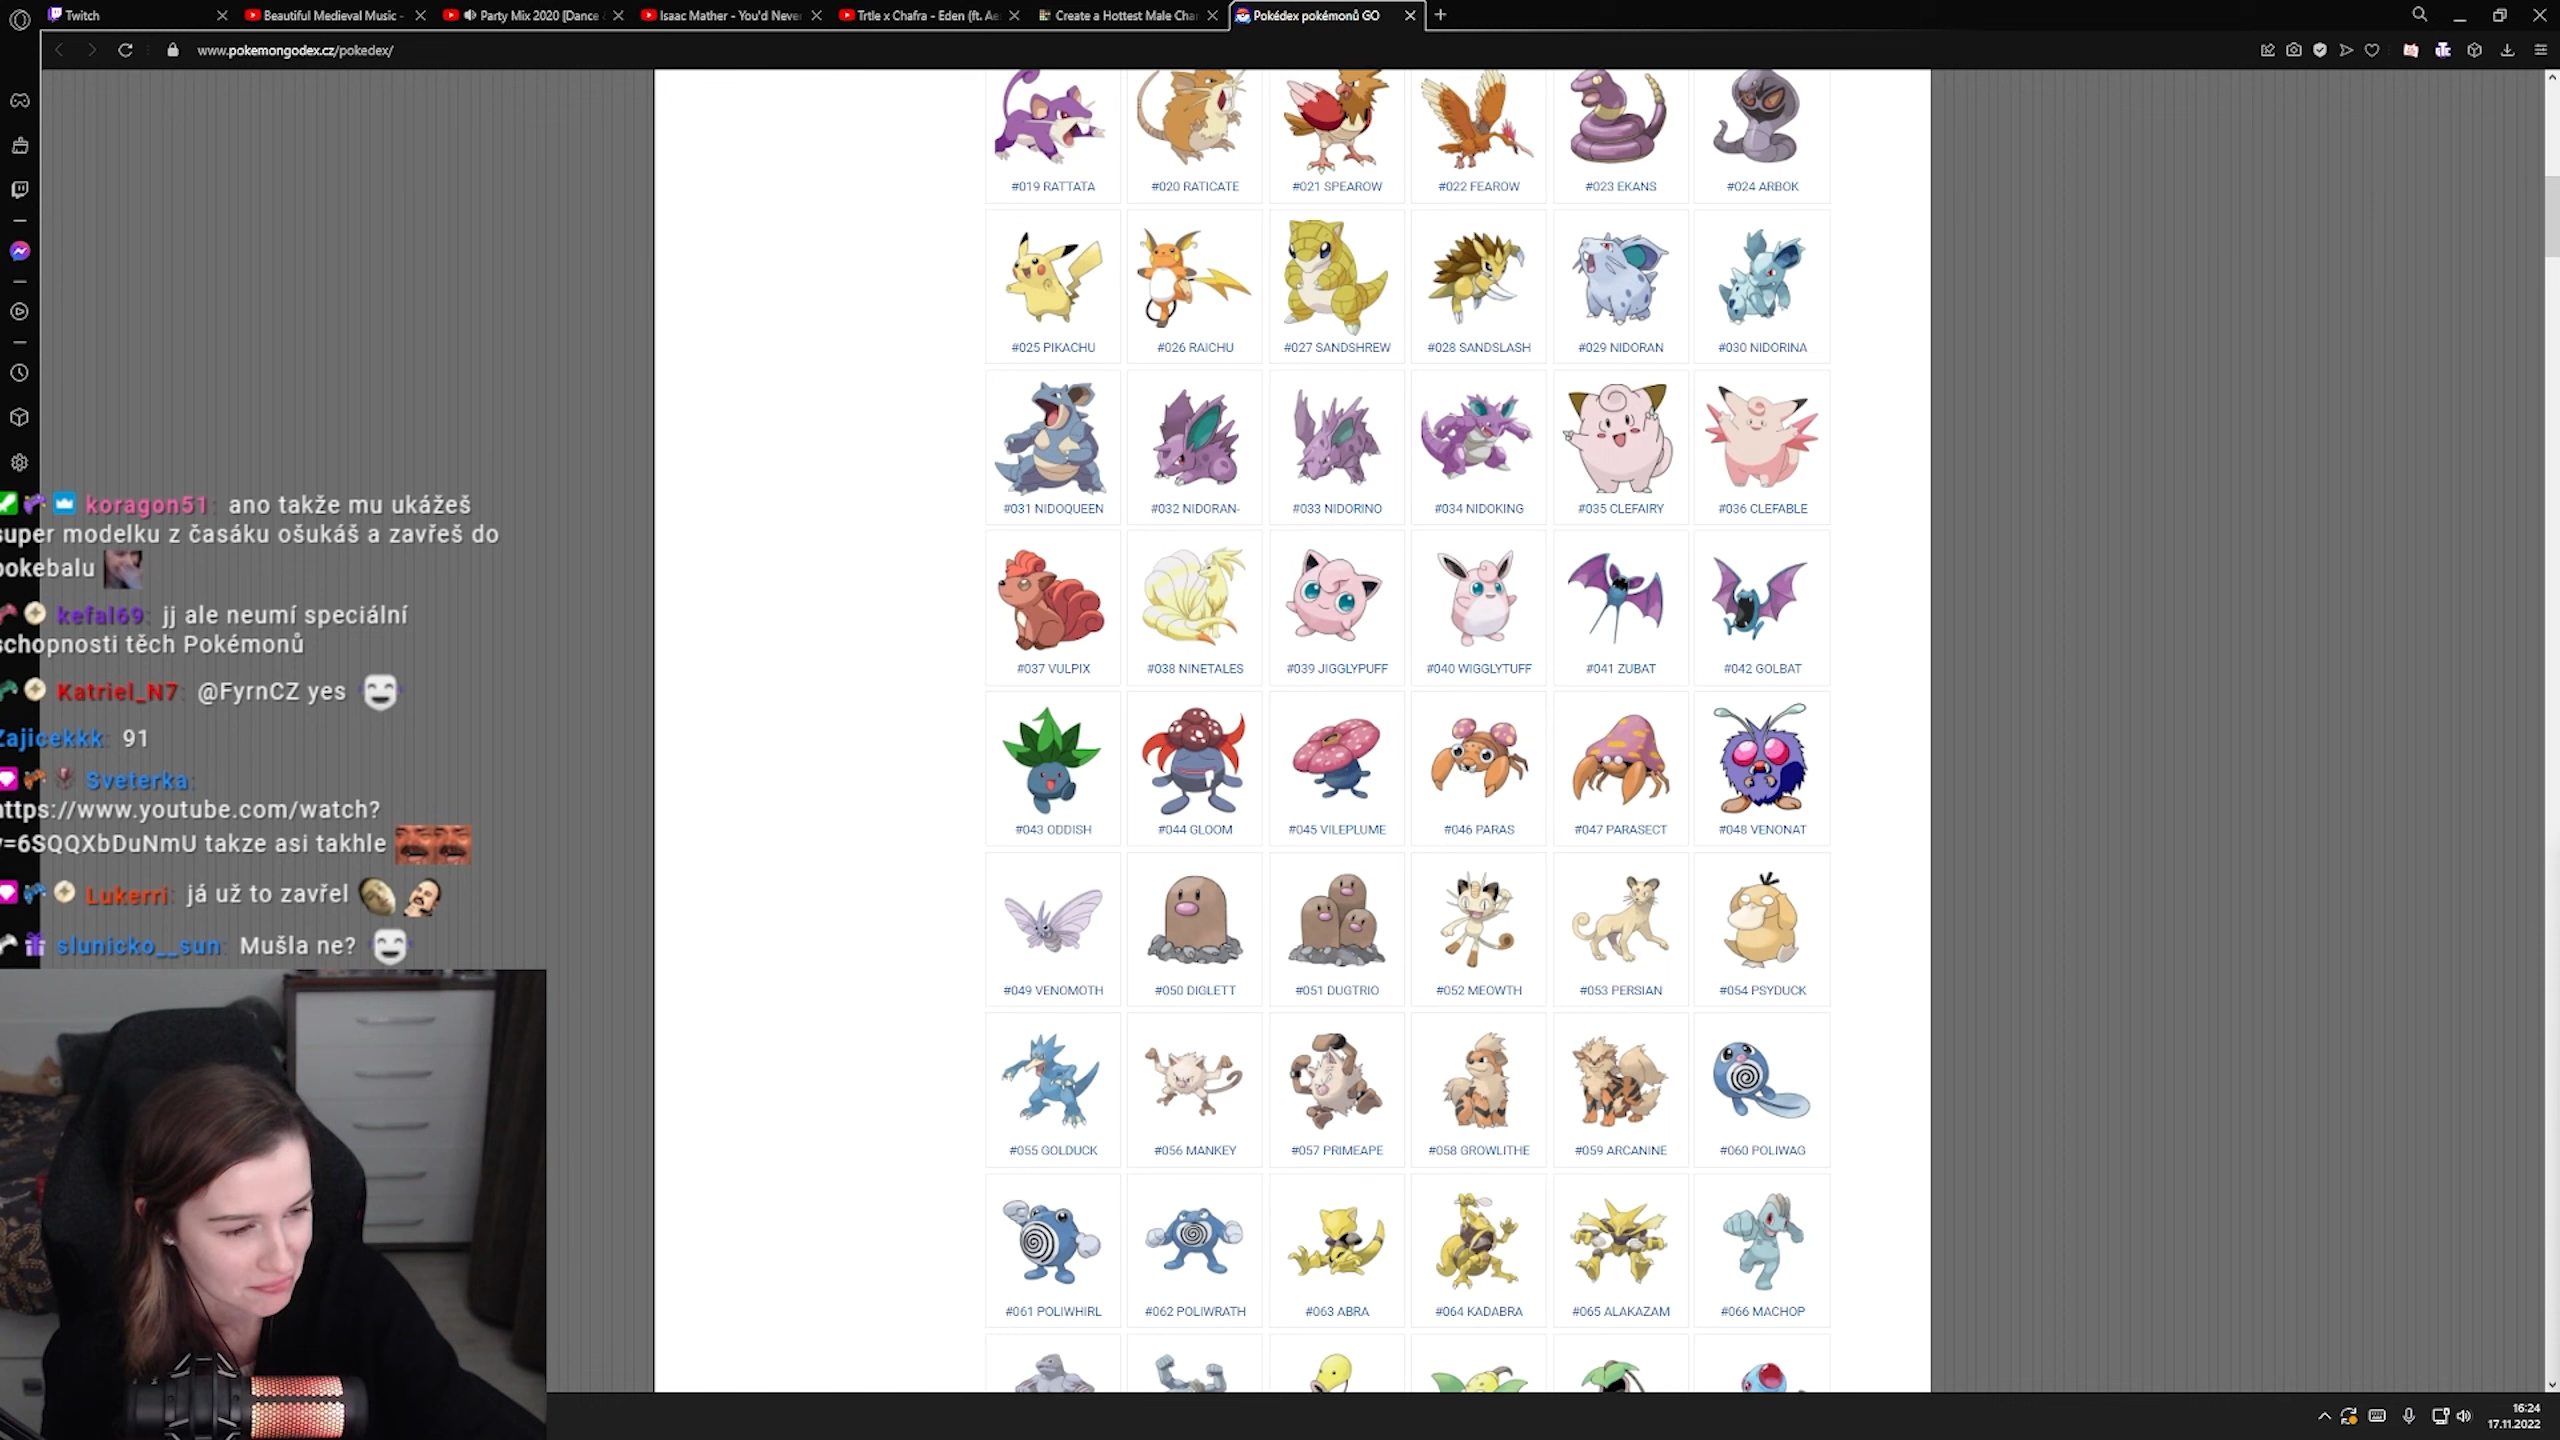 Twitch
Beautiful Medieval Music -
Party Mix 2020 [Dance &
Isaac Mather - You'd Never
Trtle x Chafra - Eden (ft. Ae
Create a Hottest Male Char
Pokédex pokémonů GO
www.pokemongodex.cz/pokedex/
#019 RATTATA
#020 RATICATE
#021 SPEAROW
#022 FEAROW
#023 EKANS
#024 ARBOK
#025 PIKACHU
#026 RAICHU
#027 SANDSHREW
#028 SANDSLASH
#029 NIDORAN
#030 NIDORINA
#031 NIDOQUEEN
#032 NIDORAN-
#033 NIDORINO
#034 NIDOKING
#035 CLEFAIRY
#036 CLEFABLE
#037 VULPIX
#038 NINETALES
#039 JIGGLYPUFF
#040 WIGGLYTUFF
#041 ZUBAT
#042 GOLBAT
#043 ODDISH
#044 GLOOM
#045 VILEPLUME
#046 PARAS
#047 PARASECT
#048 VENONAT
#049 VENOMOTH
#050 DIGLETT
#051 DUGTRIO
#052 MEOWTH
#053 PERSIAN
#054 PSYDUCK
#055 GOLDUCK
#056 MANKEY
#057 PRIMEAPE
#058 GROWLITHE
#059 ARCANINE
#060 POLIWAG
#061 POLIWHIRL
#062 POLIWRATH
#063 ABRA
#064 KADABRA
#065 ALAKAZAM
#066 MACHOP
koragon51: ano takže mu ukážeš
super modelku z časáku ošukáš a zavřeš do
pokebalu
kefal69: jj ale neumí speciální
schopnosti těch Pokémonů
Katriel_N7: @FyrnCZ yes
Zajicekkk: 91
Sveterka:
https://www.youtube.com/watch?
v=6SQQXbDuNmU takze asi takhle
Lukerri: já už to zavřel
slunicko__sun: Mušla ne?
16:24
17.11.2022